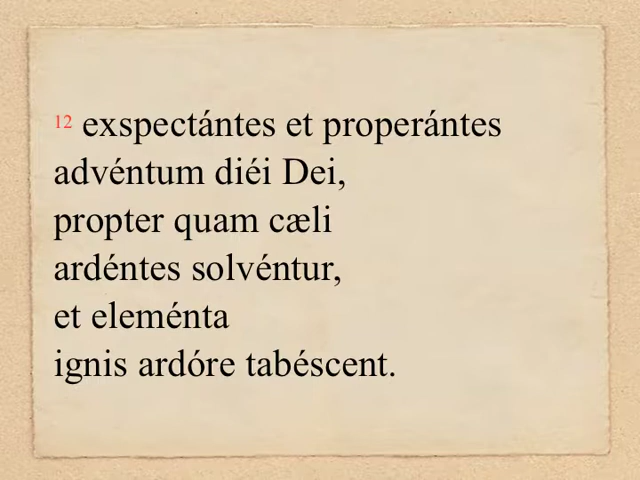 12 exspectántes et properántes
advéntum diéi Dei,
propter quam cæli
ardéntes solvéntur,
et eleménta
ignis ardóre tabéscent.